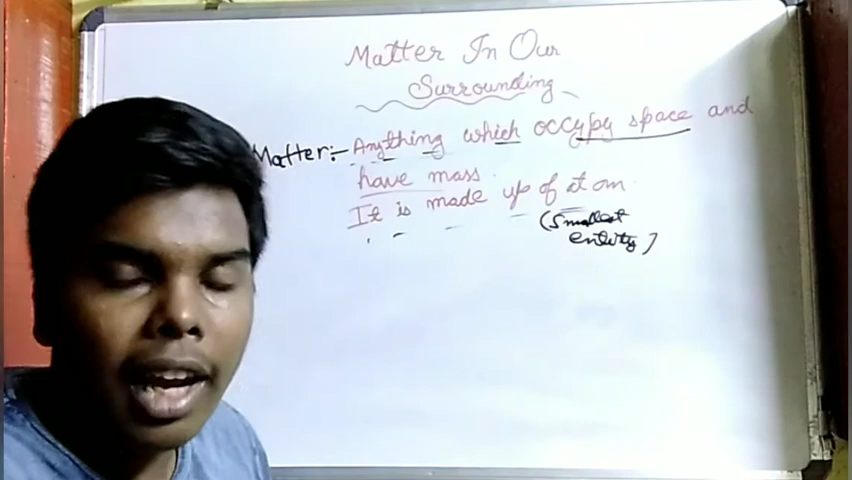 Matter In Our
Surrounding
Matter:- Anything which occupy space and
have mass.
It is made up of atom.
(Smallest
entity)